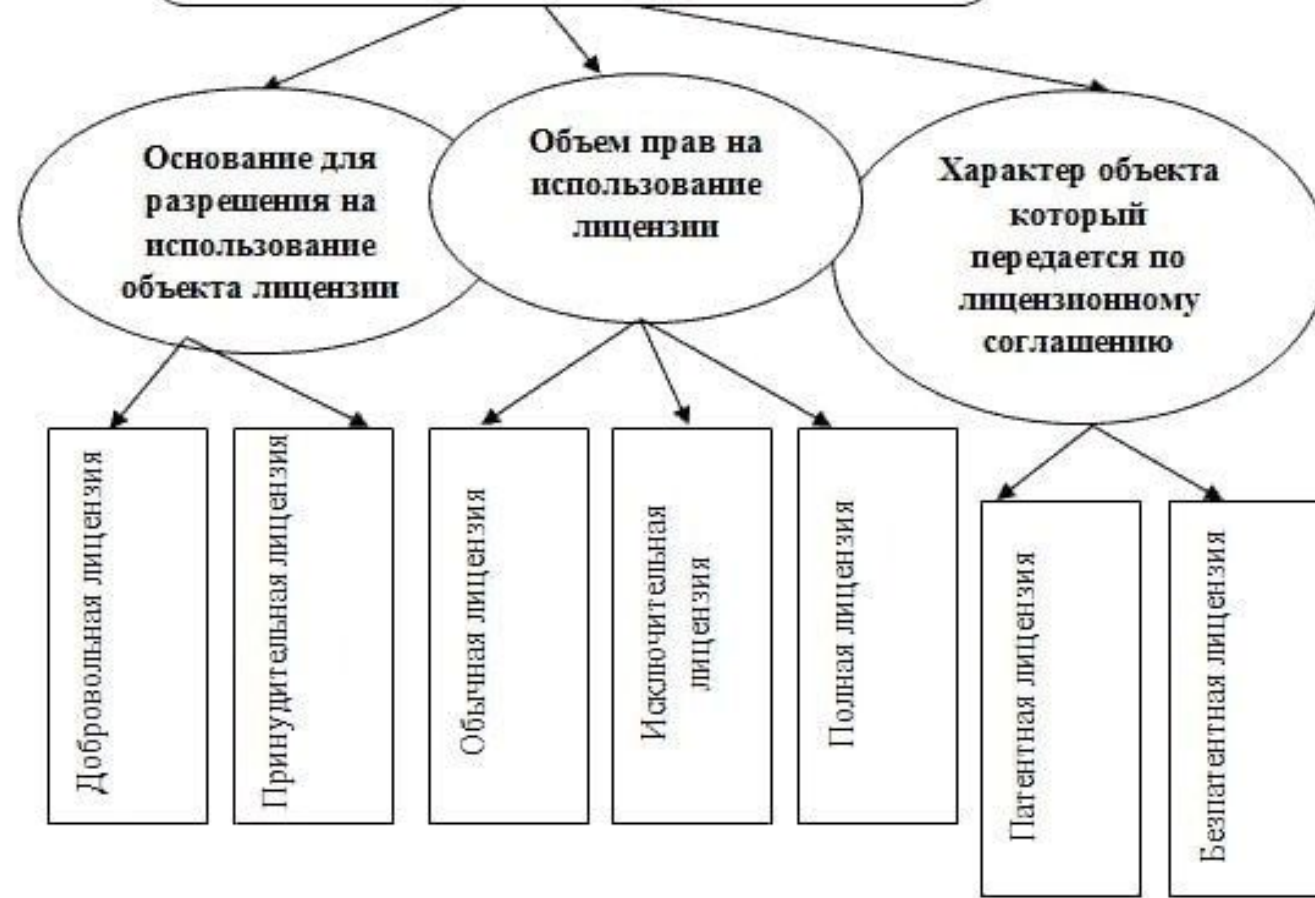 Основание для
разрешения на
использование
объекта лицензии
Объем прав на
использование
лицензии
Характер объекта
который
передается по
лицензионному
соглашению
Добровольная лицензия
Принудительная лицензия
Обычная лицензия
Исключительная
лицензия
Полная лицензия
Патентная лицензия
Безпатентная лицензия